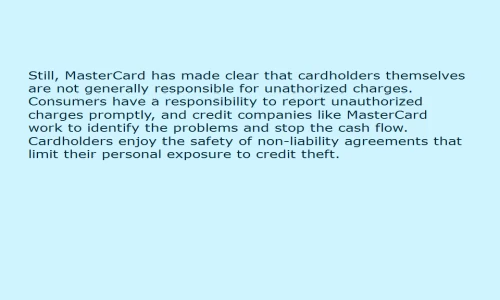 Still, MasterCard has made clear that cardholders themselves
are not generally responsible for unathorized charges.
Consumers have a responsibility to report unauthorized
charges promptly, and credit companies like MasterCard
work to identify the problems and stop the cash flow.
Cardholders enjoy the safety of non-liability agreements that
limit their personal exposure to credit theft.